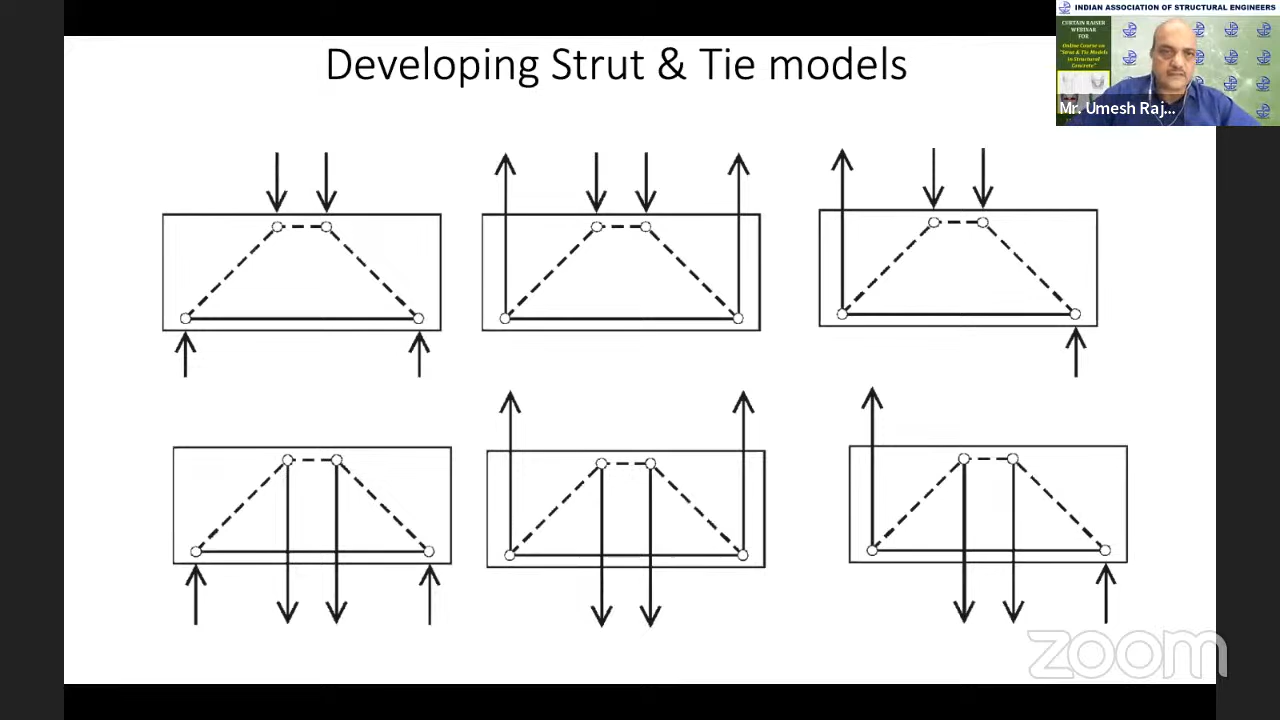 Developing Strut & Tie models
INDIAN ASSOCIATION OF STRUCTURAL ENGINEERS
CURTAIN RAISER
WEBINAR
FOR
Online Course on
"Strut & Tie Models
in Structural
Concrete"
Mr. Umesh Raj...
zoom